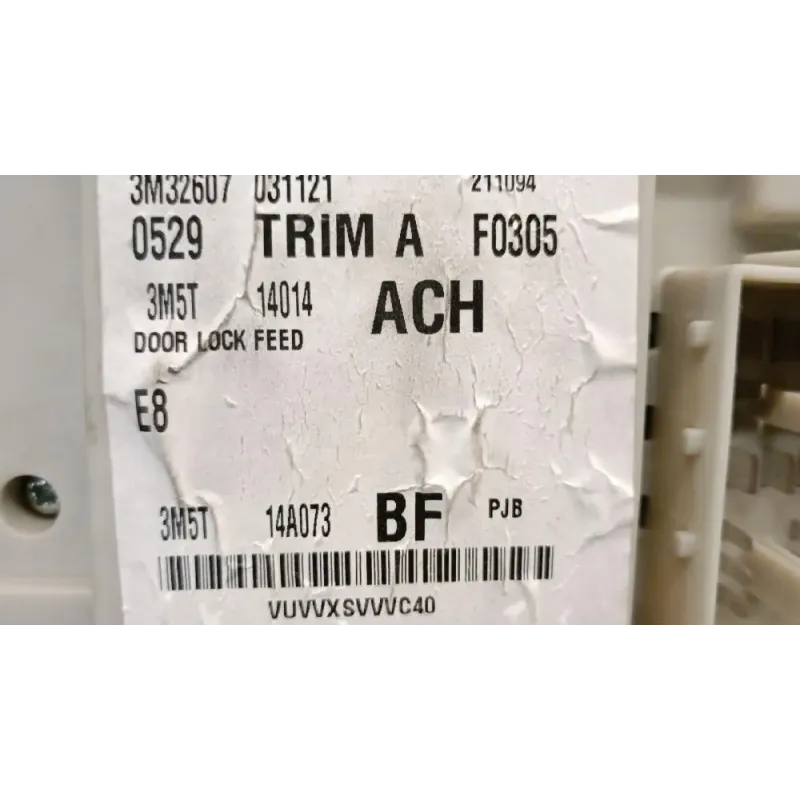 3M32607 031121 211094
0529 TRIM A F0305
3M5T 14014 ACH
DOOR LOCK FEED
E8
3M5T 14A073 BF PJB
VUVVXSVVVC40